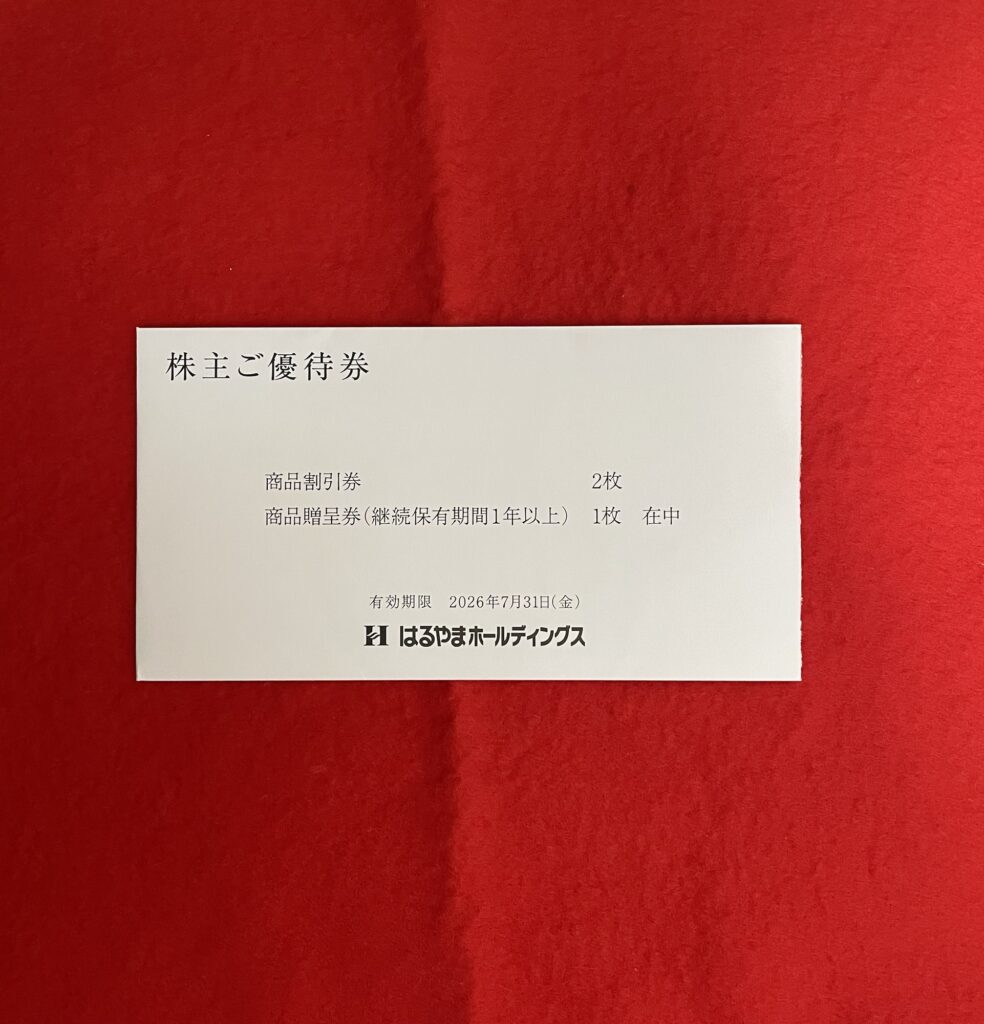 株主ご優待券
商品割引券 2枚
商品贈呈券(継続保有期間1年以上) 1枚 在中
有効期限 2026年7月31日(金)
はるやまホールディングス